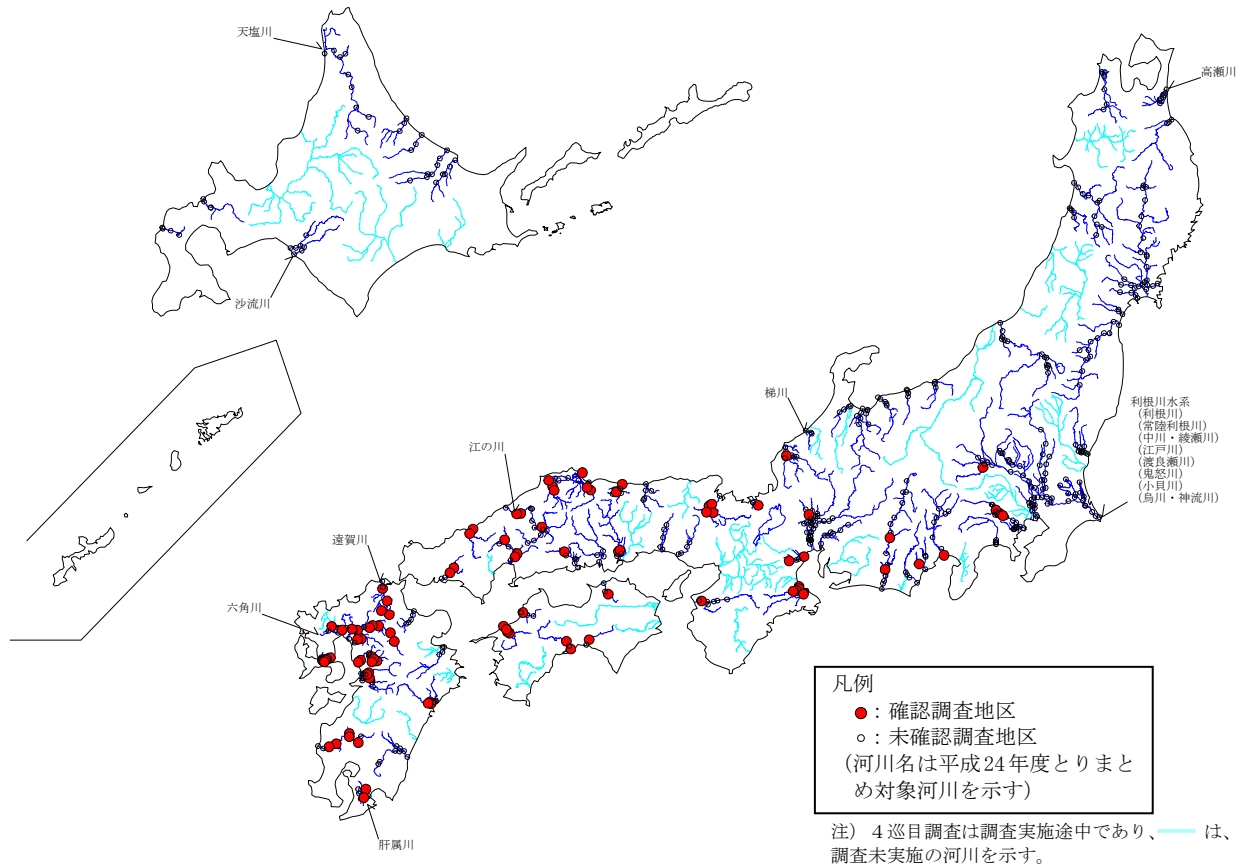 天塩川
高瀬川
沙流川
梯川
利根川水系
(利根川)
(常陸利根川)
(中川・綾瀬川)
(江戸川)
(渡良瀬川)
(鬼怒川)
(小貝川)
(烏川・神流川)
江の川
遠賀川
六角川
肝属川
凡例
:確認調査地区
:未確認調査地区
(河川名は平成24年度とりまと
め対象河川を示す)
注) 4巡目調査は調査実施途中であり、 は、
調査未実施の河川を示す。